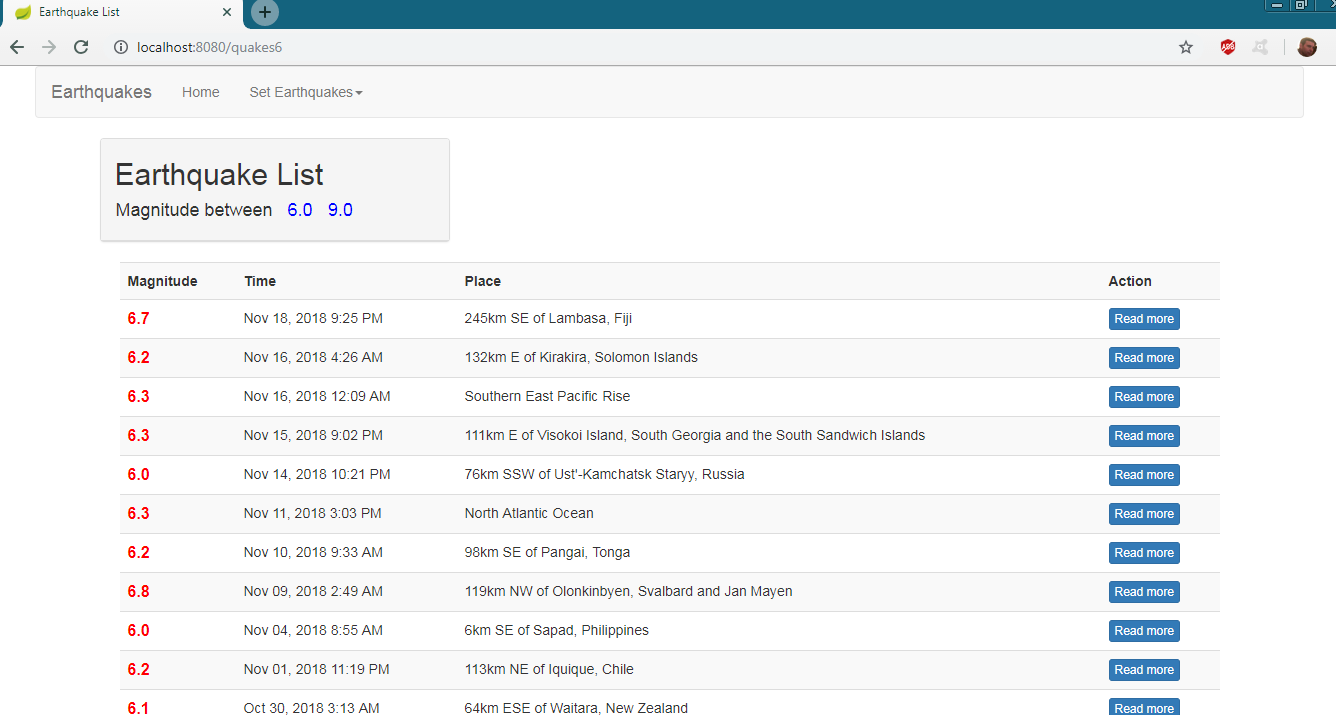 Earthquake List
localhost:8080/quakes6
ABP
Earthquakes Home Set Earthquakes
Earthquake List
Magnitude between 6.0 9.0
Magnitude Time Place Action
6.7 Nov 18, 2018 9:25 PM 245km SE of Lambasa, Fiji Read more
6.2 Nov 16, 2018 4:26 AM 132km E of Kirakira, Solomon Islands Read more
6.3 Nov 16, 2018 12:09 AM Southern East Pacific Rise Read more
6.3 Nov 15, 2018 9:02 PM 111km E of Visokoi Island, South Georgia and the South Sandwich Islands Read more
6.0 Nov 14, 2018 10:21 PM 76km SSW of Ust'-Kamchatsk Staryy, Russia Read more
6.3 Nov 11, 2018 3:03 PM North Atlantic Ocean Read more
6.2 Nov 10, 2018 9:33 AM 98km SE of Pangai, Tonga Read more
6.8 Nov 09, 2018 2:49 AM 119km NW of Olonkinbyen, Svalbard and Jan Mayen Read more
6.0 Nov 04, 2018 8:55 AM 6km SE of Sapad, Philippines Read more
6.2 Nov 01, 2018 11:19 PM 113km NE of Iquique, Chile Read more
6.1 Oct 30, 2018 3:13 AM 64km ESE of Waitara, New Zealand Read more